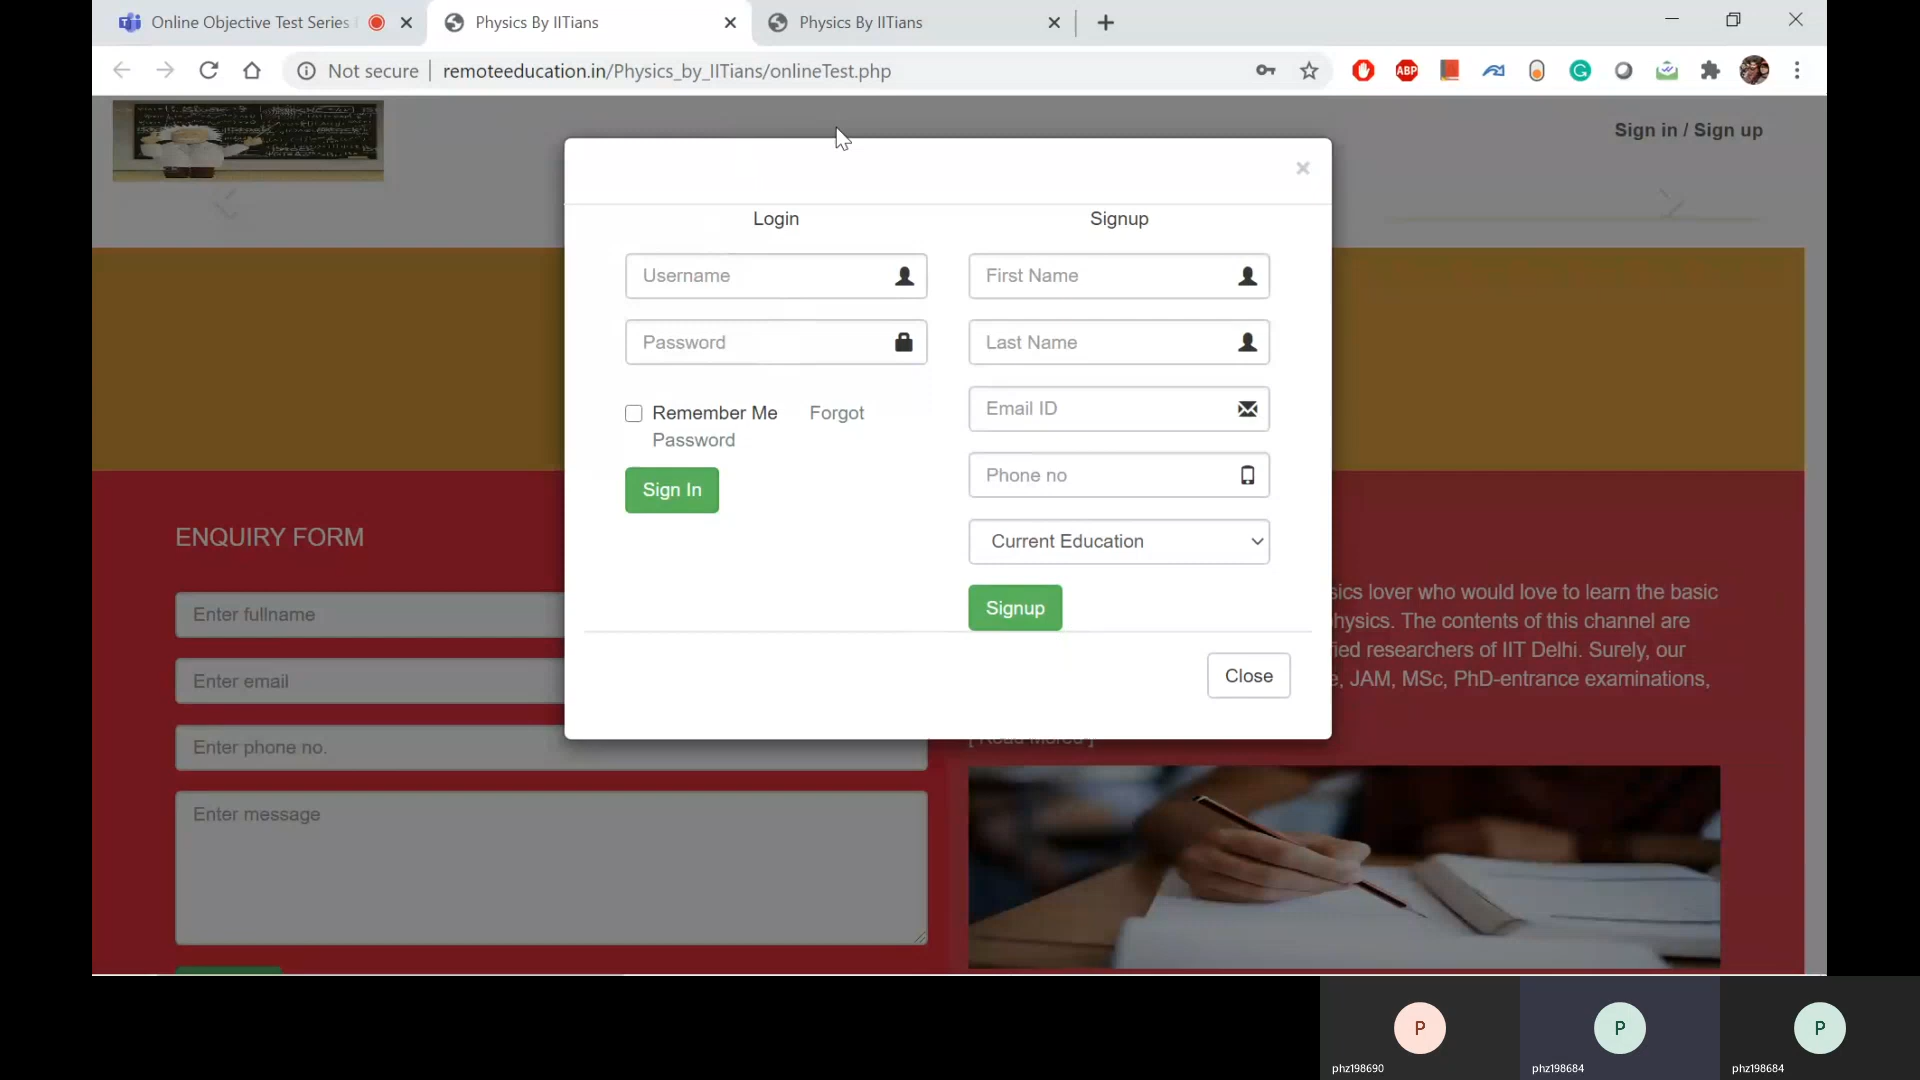 Online Objective Test Series
Physics By IITians
Physics By IITians
Not secure
remoteeducation.in/Physics_by_IITians/onlineTest.php
ABP
Sign in / Sign up
×
Login
Signup
Username
First Name
Password
Last Name
Remember Me Forgot
Password
Email ID
Sign In
Phone no
Current Education
Signup
Close
ENQUIRY FORM
Enter fullname
Enter email
Enter phone no.
Enter message
lover who would love to learn the basic
The contents of this channel are
researchers of IIT Delhi. Surely, our
JAM, MSc, PhD-entrance examinations,
P
P
P
phz198690
phz198684
phz198684